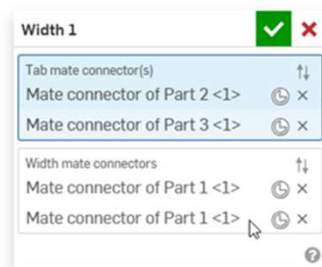 Width 1
Tab mate connector(s)
Mate connector of Part 2 <1>
Mate connector of Part 3 <1>
Width mate connectors
Mate connector of Part 1 <1>
Mate connector of Part 1 <1>